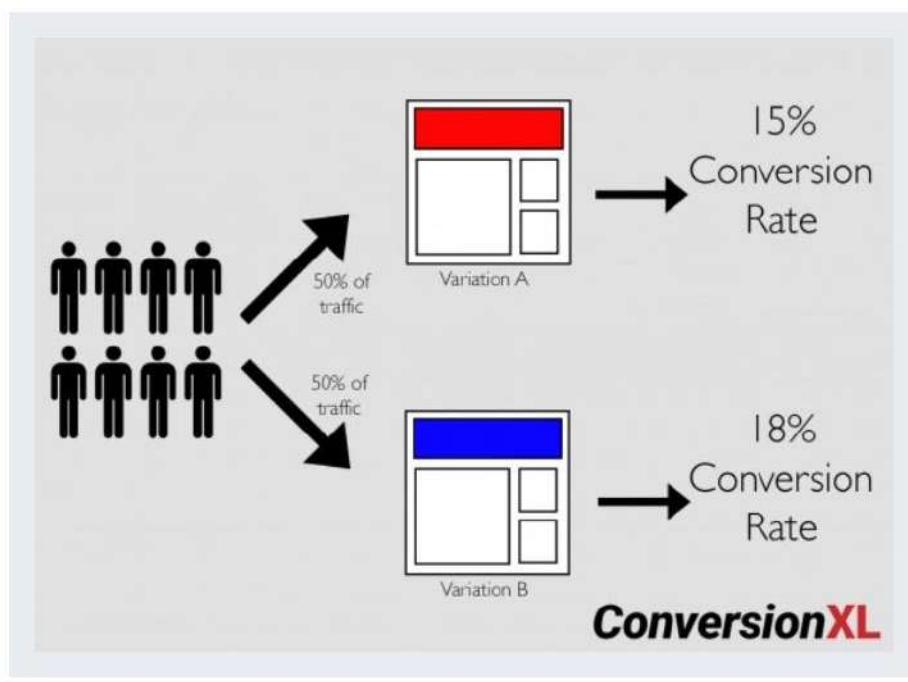 15%
Conversion
Rate
50% of
traffic
Variation A
50% of
traffic
18%
Conversion
Rate
Variation B
ConversionXL